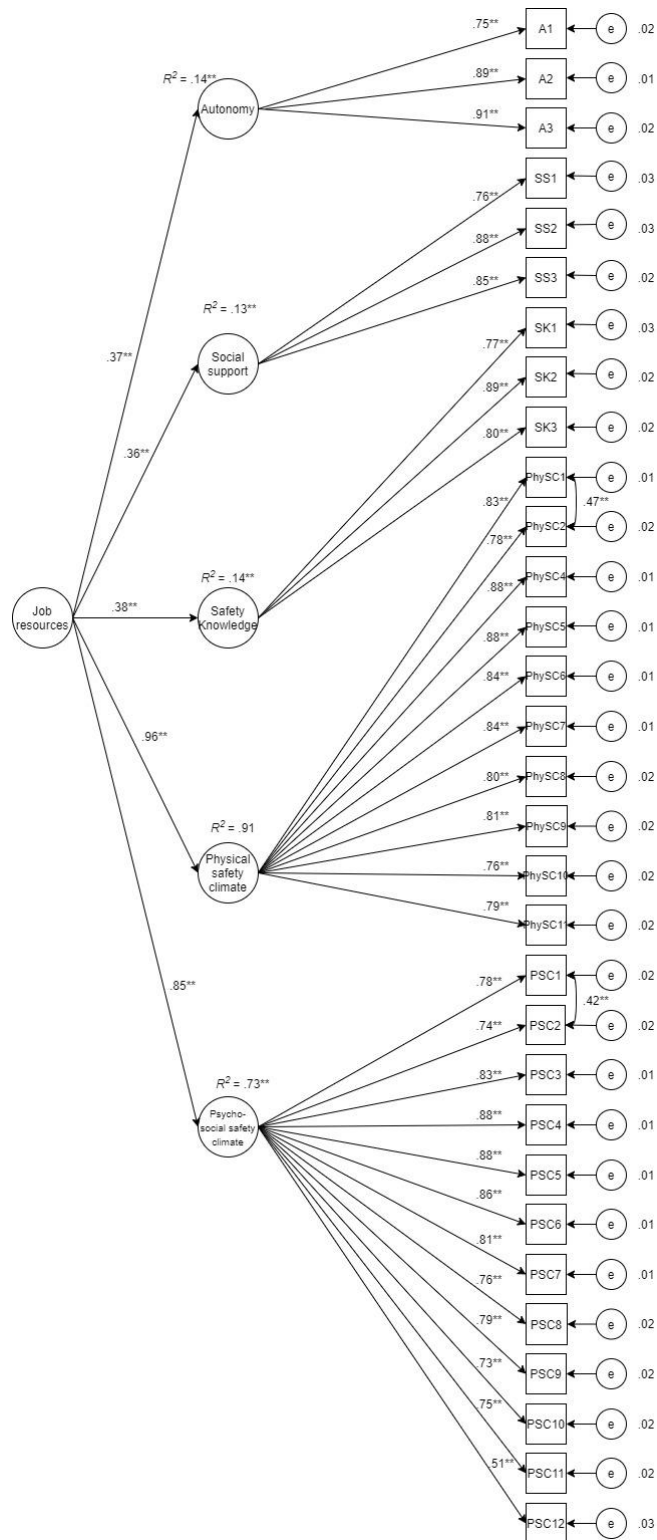 .75**
A1
e
.02
R² = .14**
.89**
A2
e
.01
Autonomy
.91**
A3
e
.02
.76**
SS1
e
.03
.88**
SS2
e
.03
.85**
SS3
e
.02
R² = .13**
.37**
Social
support
.77**
SK1
e
.03
.89**
SK2
e
.02
.36**
.80**
SK3
e
.02
.83**
PhySC1
e
.01
.47**
.78**
PhySC2
e
.02
R² = .14**
.88**
PhySC4
e
.01
Job
resources
.38**
Safety
Knowledge
.88**
PhySC5
e
.01
.84**
PhySC6
e
.01
.84**
PhySC7
e
.01
.96**
.80**
PhySC8
e
.02
R² = .91
.81**
PhySC9
e
.02
Physical
safety
climate
.76**
PhySC10
e
.02
.79**
PhySC11
e
.02
.85**
.78**
PSC1
e
.02
.42**
.74**
PSC2
e
.02
R² = .73**
.83**
PSC3
e
.01
Psycho-
social safety
climate
.88**
PSC4
e
.01
.88**
PSC5
e
.01
.86**
PSC6
e
.01
.81**
PSC7
e
.01
.76**
PSC8
e
.02
.79**
PSC9
e
.02
.73**
PSC10
e
.02
.75**
PSC11
e
.02
.51**
PSC12
e
.03